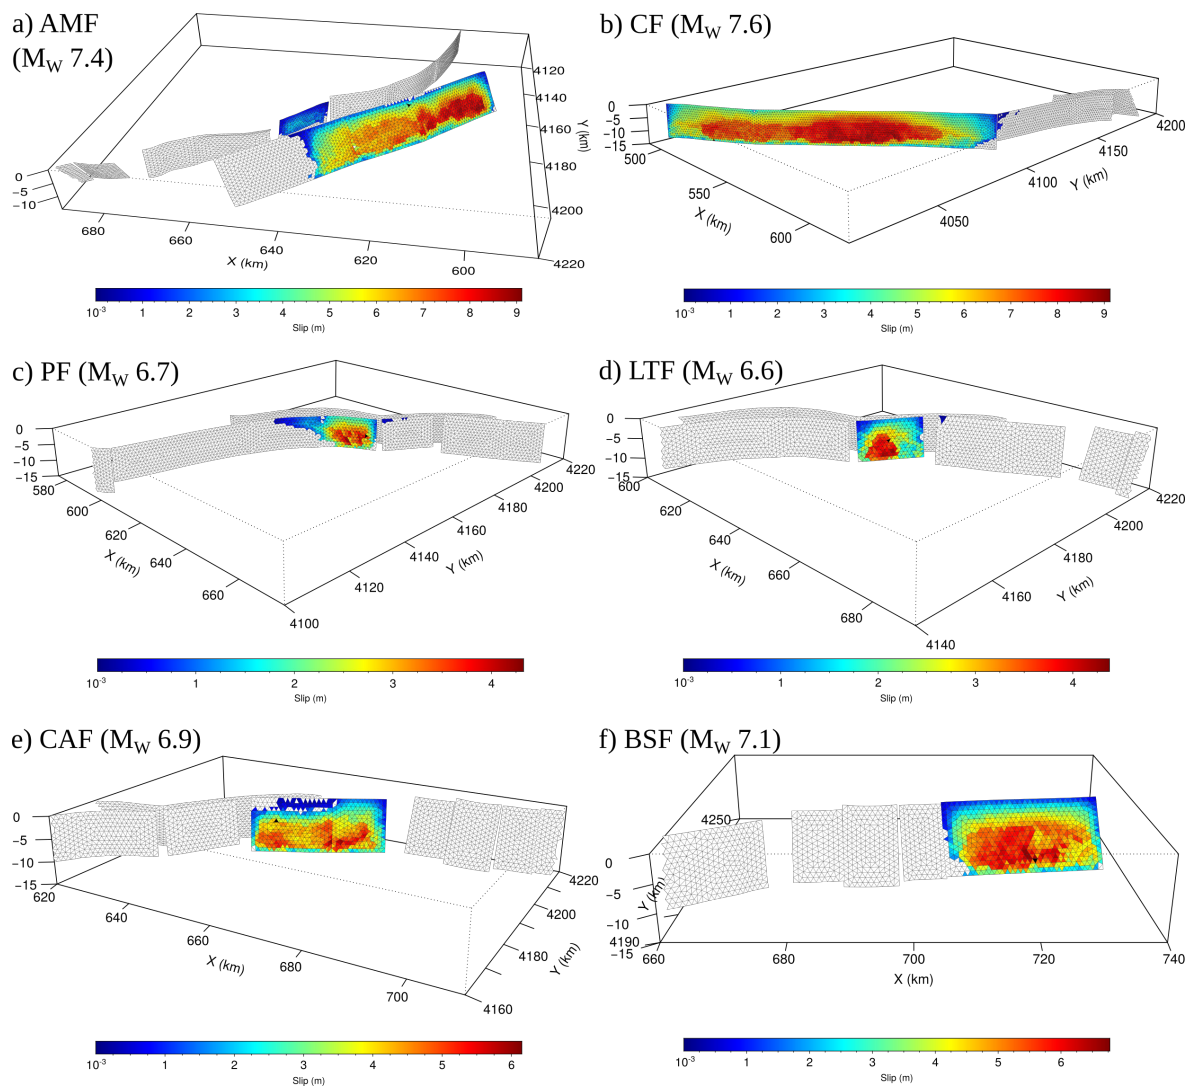 a) AMF
(M_W 7.4)
4120
4140
4160
4180
4200
4220
Y (km)
0
−5
−10
680
660
640
620
600
X (km)
10⁻³ 1 2 3 4 5 6 7 8 9
Slip (m)
b) CF (M_W 7.6)
0
−5
−10
−15
500
550
600
X (km)
4050
4100
4150
4200
Y (km)
10⁻³ 1 2 3 4 5 6 7 8 9
Slip (m)
c) PF (M_W 6.7)
0
−5
−10
−15
580
600
620
640
660
X (km)
4100
4120
4140
4160
4180
4200
4220
Y (km)
10⁻³ 1 2 3 4
Slip (m)
d) LTF (M_W 6.6)
0
−5
−10
−15
600
620
640
660
680
X (km)
4140
4160
4180
4200
4220
Y (km)
10⁻³ 1 2 3 4
Slip (m)
e) CAF (M_W 6.9)
0
−5
−10
−15
620
640
660
680
700
X (km)
4160
4180
4200
4220
Y (km)
10⁻³ 1 2 3 4 5 6
Slip (m)
f) BSF (M_W 7.1)
4250
0
−5
−10
−15
Y (km)
4190
660 680 700 720 740
X (km)
10⁻³ 1 2 3 4 5 6
Slip (m)